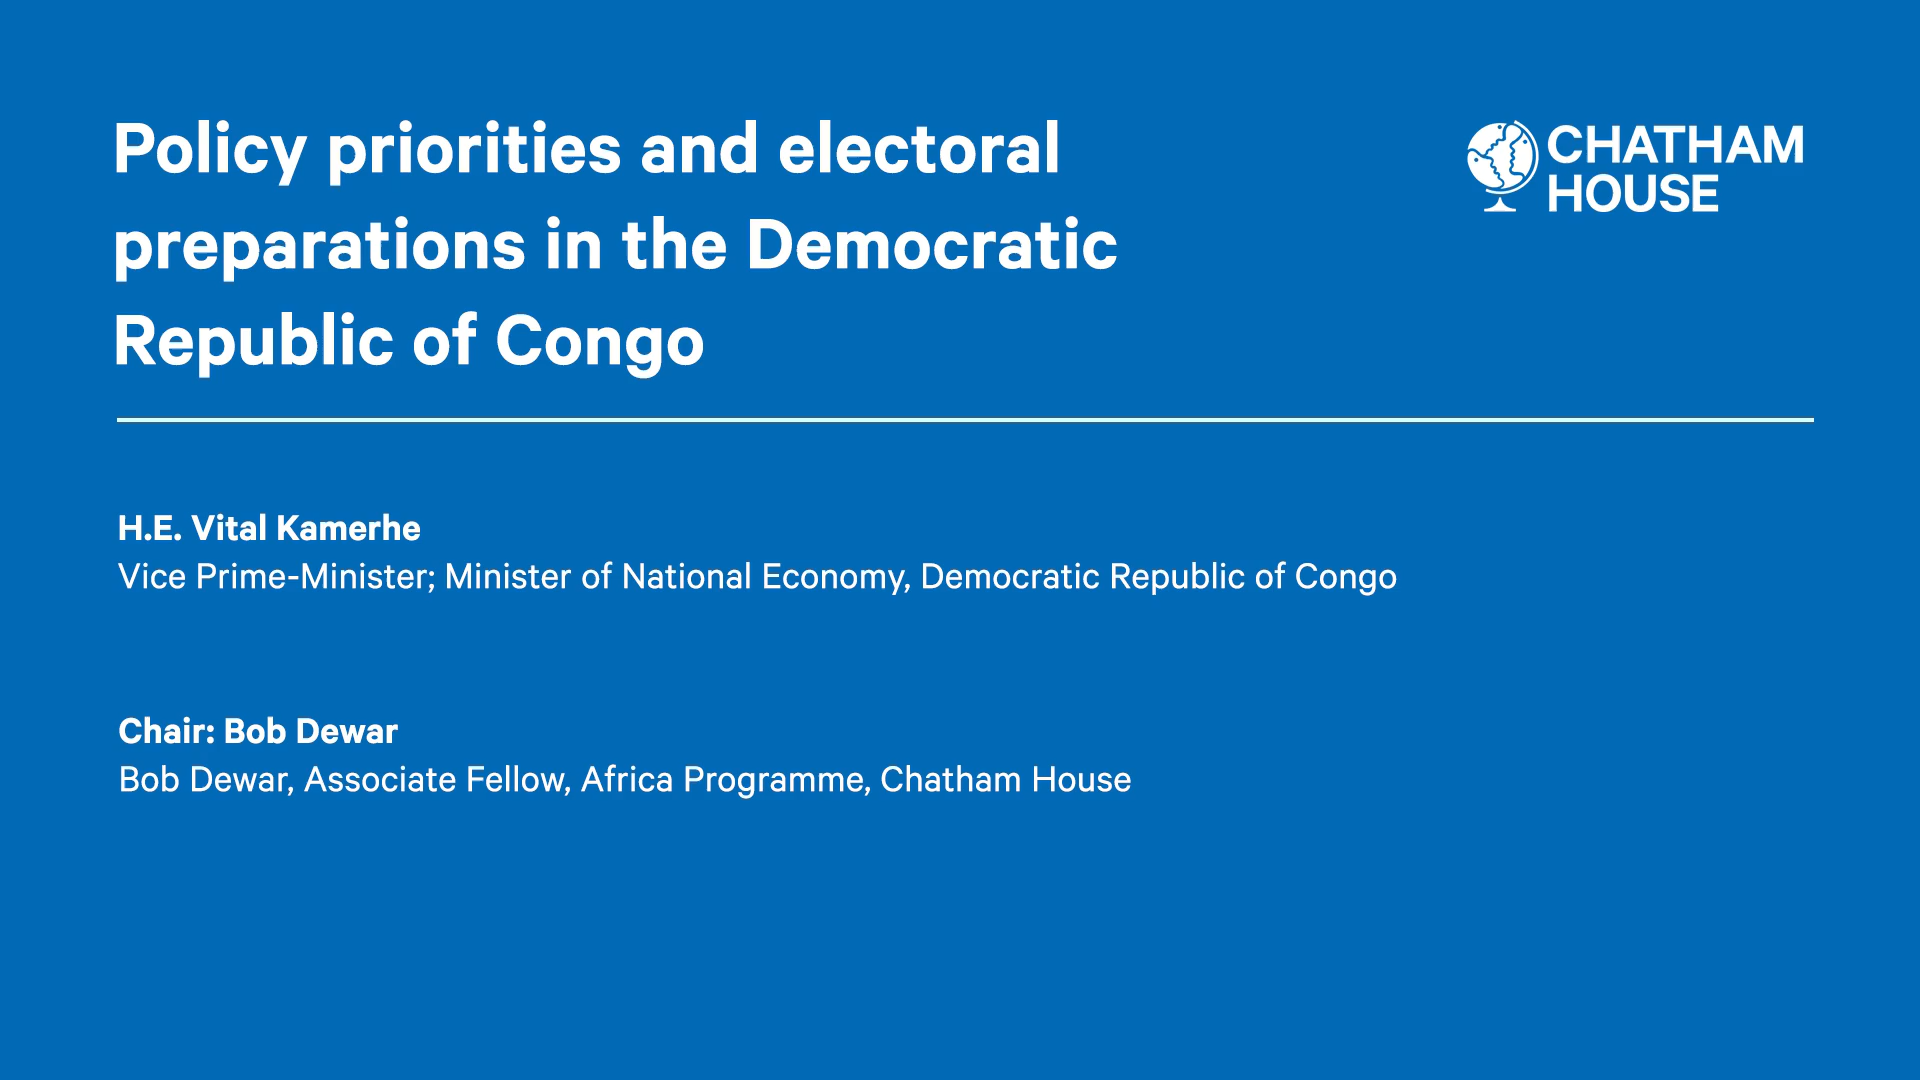 Policy priorities and electoral
preparations in the Democratic
Republic of Congo
CHATHAM
HOUSE
H.E. Vital Kamerhe
Vice Prime-Minister; Minister of National Economy, Democratic Republic of Congo
Chair: Bob Dewar
Bob Dewar, Associate Fellow, Africa Programme, Chatham House